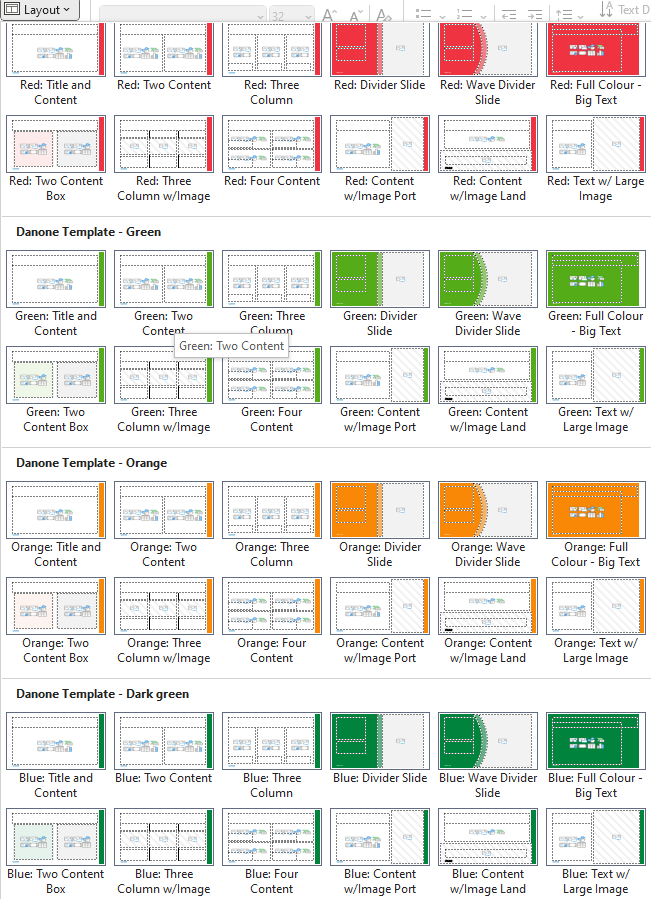 Layout
32
A A
Text D
Red: Title and Content
Red: Two Content
Red: Three Column
Red: Divider Slide
Red: Wave Divider Slide
Red: Full Colour - Big Text
Red: Two Content Box
Red: Three Column w/Image
Red: Four Content
Red: Content w/Image Port
Red: Content w/Image Land
Red: Text w/ Large Image
Danone Template - Green
Green: Title and Content
Green: Two Content
Green: Three Column
Green: Divider Slide
Green: Wave Divider Slide
Green: Full Colour - Big Text
Green: Two Content
Green: Two Content Box
Green: Three Column w/Image
Green: Four Content
Green: Content w/Image Port
Green: Content w/Image Land
Green: Text w/ Large Image
Danone Template - Orange
Orange: Title and Content
Orange: Two Content
Orange: Three Column
Orange: Divider Slide
Orange: Wave Divider Slide
Orange: Full Colour - Big Text
Orange: Two Content Box
Orange: Three Column w/Image
Orange: Four Content
Orange: Content w/Image Port
Orange: Content w/Image Land
Orange: Text w/ Large Image
Danone Template - Dark green
Blue: Title and Content
Blue: Two Content
Blue: Three Column
Blue: Divider Slide
Blue: Wave Divider Slide
Blue: Full Colour - Big Text
Blue: Two Content Box
Blue: Three Column w/Image
Blue: Four Content
Blue: Content w/Image Port
Blue: Content w/Image Land
Blue: Text w/ Large Image